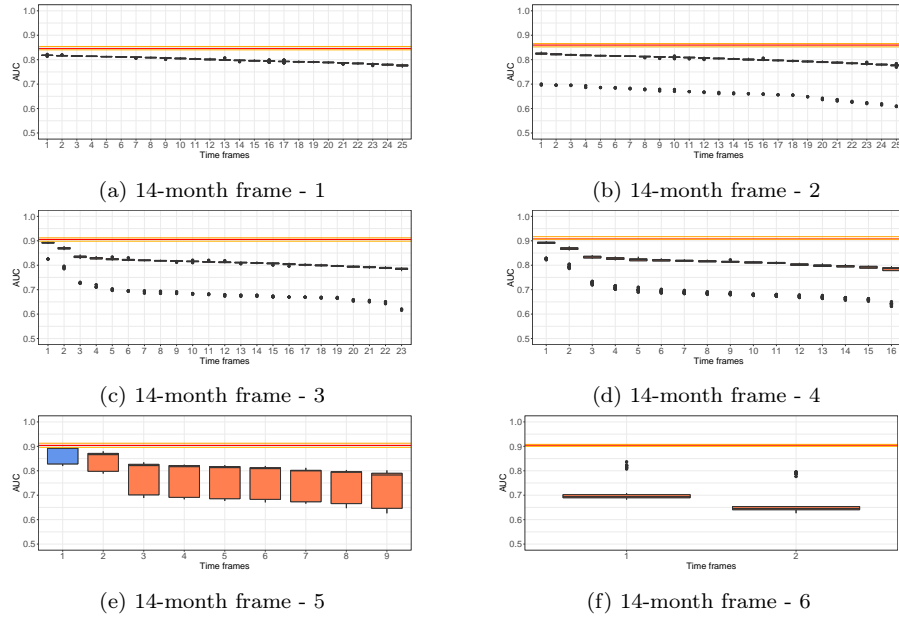 1.0
0.9
0.8
0.7
0.6
0.5
AUC
1 2 3 4 5 6 7 8 9 10 11 12 13 14 15 16 17 18 19 20 21 22 23 24 25
Time frames
(a) 14-month frame - 1
1.0
0.9
0.8
0.7
0.6
0.5
AUC
1 2 3 4 5 6 7 8 9 10 11 12 13 14 15 16 17 18 19 20 21 22 23 24 25
Time frames
(b) 14-month frame - 2
1.0
0.9
0.8
0.7
0.6
0.5
AUC
1 2 3 4 5 6 7 8 9 10 11 12 13 14 15 16 17 18 19 20 21 22 23
Time frames
(c) 14-month frame - 3
1.0
0.9
0.8
0.7
0.6
0.5
AUC
1 2 3 4 5 6 7 8 9 10 11 12 13 14 15 16
Time frames
(d) 14-month frame - 4
1.0
0.9
0.8
0.7
0.6
0.5
AUC
1 2 3 4 5 6 7 8 9
Time frames
(e) 14-month frame - 5
1.0
0.9
0.8
0.7
0.6
0.5
AUC
1 2
Time frames
(f) 14-month frame - 6